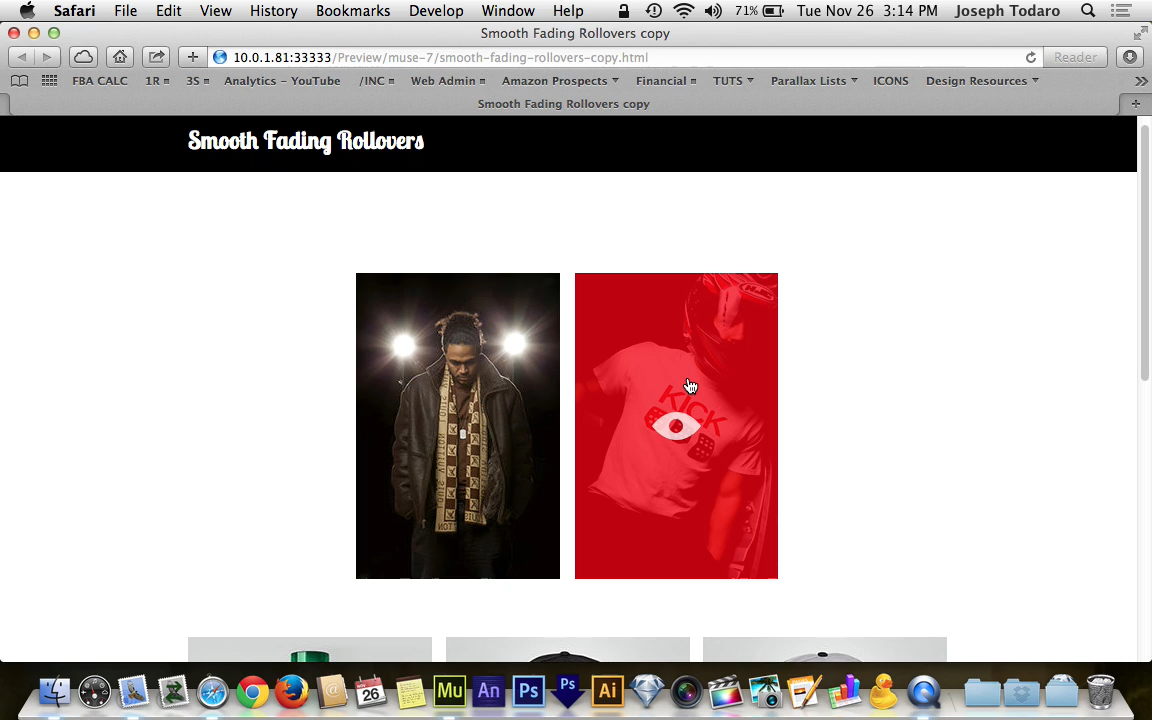 Safari File Edit View History Bookmarks Develop Window Help 71% Tue Nov 26 3:14 PM Joseph Todaro
Smooth Fading Rollovers copy
10.0.1.81:33333/Preview/muse-7/smooth-fading-rollovers-copy.html Reader
FBA CALC 1R 3S Analytics - YouTube /INC Web Admin Amazon Prospects Financial TUTS Parallax Lists ICONS Design Resources
Smooth Fading Rollovers copy
Smooth Fading Rollovers
KICK
26 Mu An Ps Ps Ai